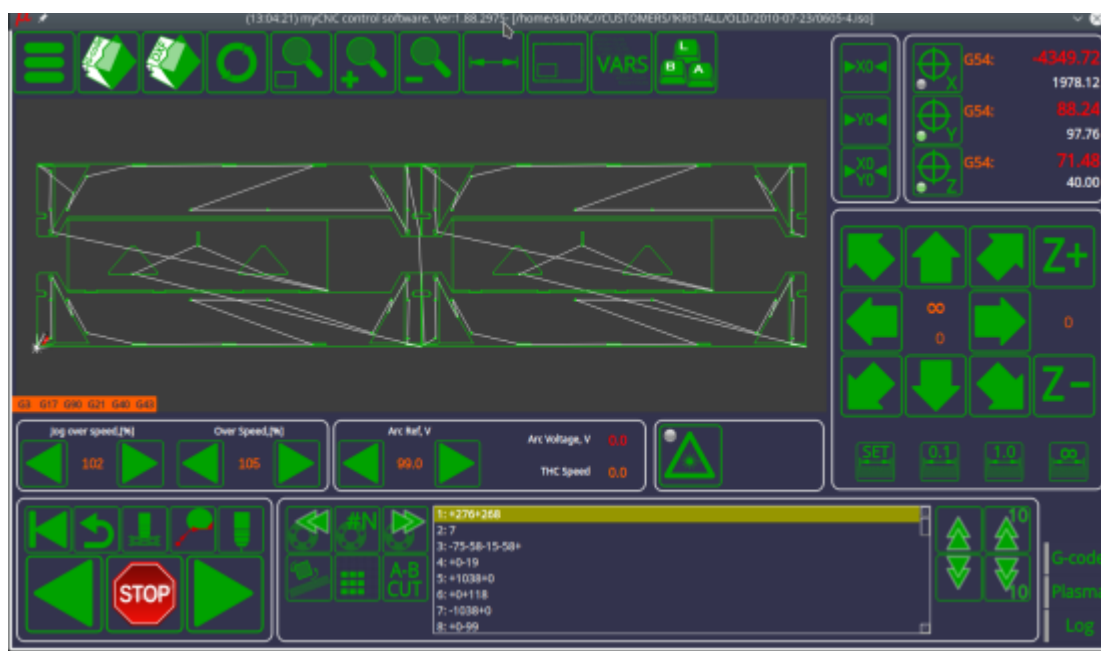 (13:04:21) myCNC control software. Ver:1.88.2975- [/home/sk/DNC//CUSTOMERS/IKRISTALL/OLD/2010-07-23/0605-4.iso]
VARS
L
B A
X0
G54: -4349.72
X 1978.12
Y0
G54: 88.24
Y 97.76
X0
Y0
G54: 71.48
Z 40.00
Z+
∞
0
0
Z-
SET 0.1 1.0 ∞
G3 G17 G90 G21 G40 G43
Jog over speed,[%] Over Speed,[%]
102 105
Arc Ref, V
99.0
Arc Voltage, V 0.0
THC Speed 0.0
STOP
#N
A-B
CUT
1: +276+268
2: 7
3: -75-58-15-58+
4: +0-19
5: +1038+0
6: +0+118
7: -1038+0
8: +0-99
10
10
G-code
Plasma
Log